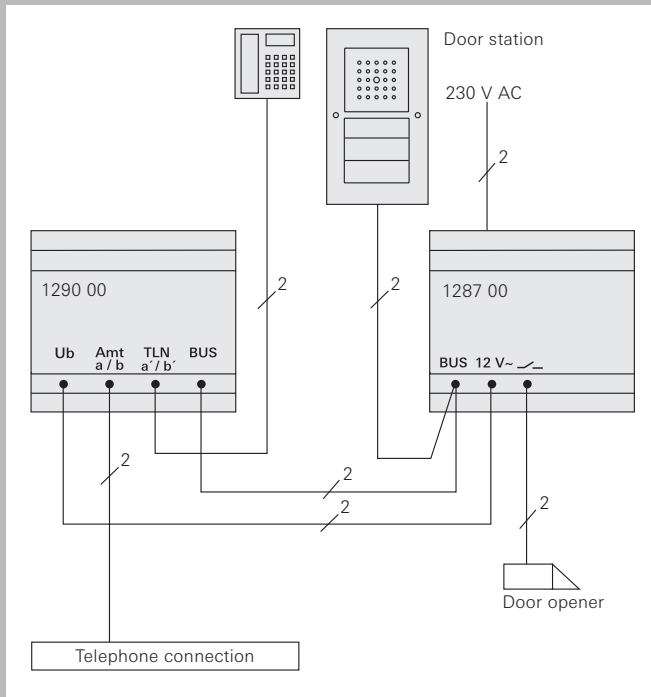 Door station
230 V AC
2
1290 00
2
2
1287 00
Ub Amt TLN BUS
a / b a´/ b´
BUS 12 V~
2
2
2
2
Door opener
Telephone connection